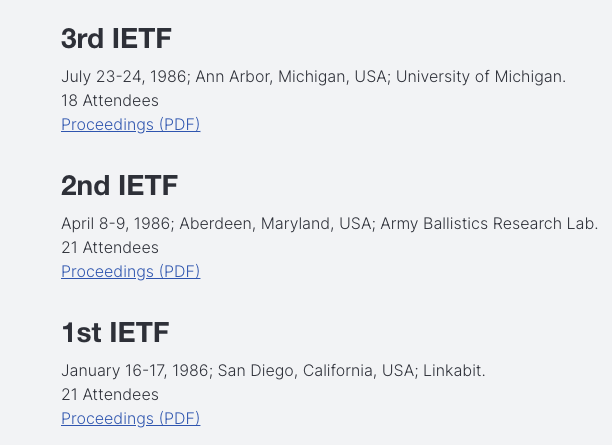 3rd IETF
July 23-24, 1986; Ann Arbor, Michigan, USA; University of Michigan.
18 Attendees
Proceedings (PDF)
2nd IETF
April 8-9, 1986; Aberdeen, Maryland, USA; Army Ballistics Research Lab.
21 Attendees
Proceedings (PDF)
1st IETF
January 16-17, 1986; San Diego, California, USA; Linkabit.
21 Attendees
Proceedings (PDF)